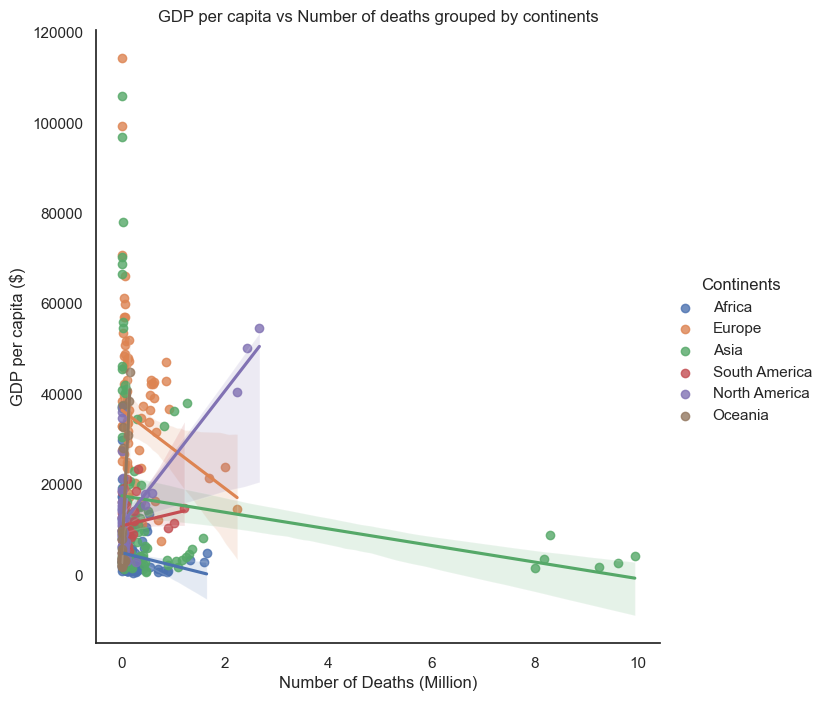 GDP per capita vs Number of deaths grouped by continents
120000
100000
80000
60000
40000
20000
0
GDP per capita ($)
0 2 4 6 8 10
Number of Deaths (Million)
Continents
Africa
Europe
Asia
South America
North America
Oceania